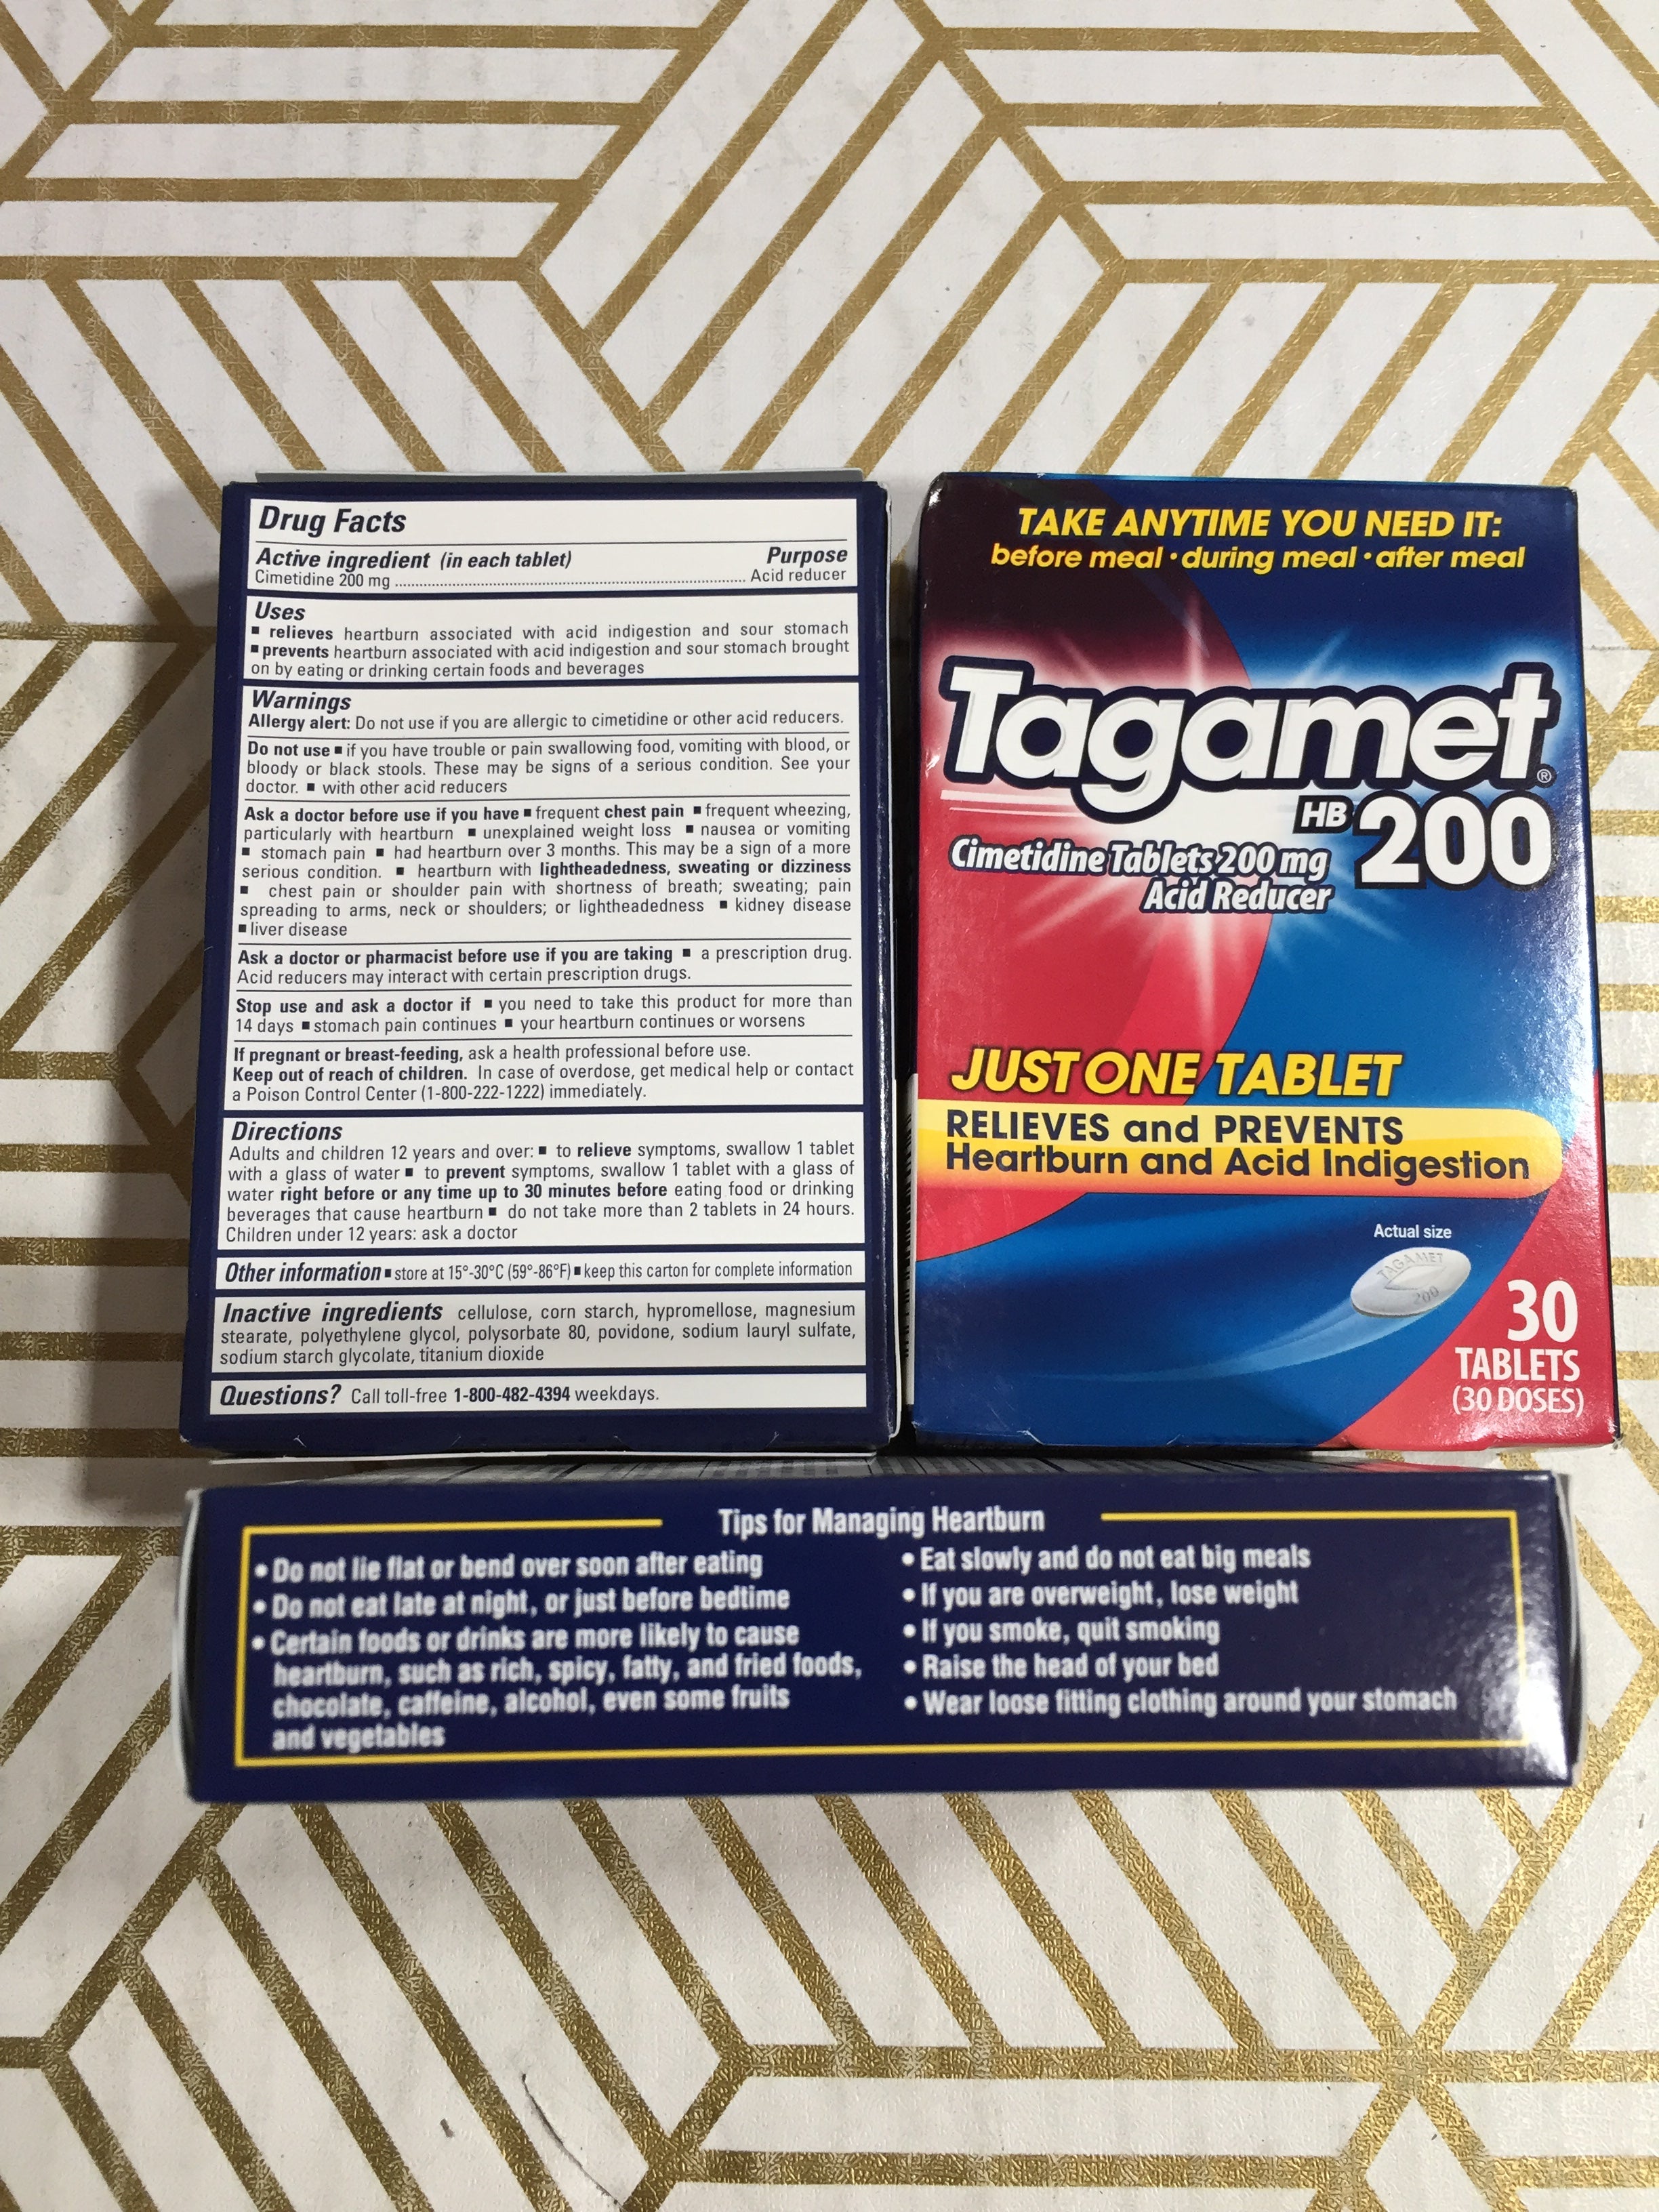 Drug Facts
Active ingredient (in each tablet) Purpose
Cimetidine 200 mg ........ Acid reducer
Uses
▪ relieves heartburn associated with acid indigestion and sour stomach
▪ prevents heartburn associated with acid indigestion and sour stomach brought
on by eating or drinking certain foods and beverages
Warnings
Allergy alert: Do not use if you are allergic to cimetidine or other acid reducers.
Do not use ▪ if you have trouble or pain swallowing food, vomiting with blood, or
bloody or black stools. These may be signs of a serious condition. See your
doctor. ▪ with other acid reducers
Ask a doctor before use if you have ▪ frequent chest pain ▪ frequent wheezing,
particularly with heartburn ▪ unexplained weight loss ▪ nausea or vomiting
▪ stomach pain ▪ had heartburn over 3 months. This may be a sign of a more
serious condition. ▪ heartburn with lightheadedness, sweating or dizziness
▪ chest pain or shoulder pain with shortness of breath; sweating; pain
spreading to arms, neck or shoulders; or lightheadedness ▪ kidney disease
▪ liver disease
Ask a doctor or pharmacist before use if you are taking ▪ a prescription drug.
Acid reducers may interact with certain prescription drugs.
Stop use and ask a doctor if ▪ you need to take this product for more than
14 days ▪ stomach pain continues ▪ your heartburn continues or worsens
If pregnant or breast-feeding, ask a health professional before use.
Keep out of reach of children. In case of overdose, get medical help or contact
a Poison Control Center (1-800-222-1222) immediately.
Directions
Adults and children 12 years and over: ▪ to relieve symptoms, swallow 1 tablet
with a glass of water ▪ to prevent symptoms, swallow 1 tablet with a glass of
water right before or any time up to 30 minutes before eating food or drinking
beverages that cause heartburn ▪ do not take more than 2 tablets in 24 hours.
Children under 12 years: ask a doctor
Other information ▪ store at 15°-30°C (59°-86°F) ▪ keep this carton for complete information
Inactive ingredients cellulose, corn starch, hypromellose, magnesium
stearate, polyethylene glycol, polysorbate 80, povidone, sodium lauryl sulfate,
sodium starch glycolate, titanium dioxide
Questions? Call toll-free 1-800-482-4394 weekdays.
TAKE ANYTIME YOU NEED IT:
before meal • during meal • after meal
Tagamet®
HB 200
Cimetidine Tablets 200 mg
Acid Reducer
JUST ONE TABLET
RELIEVES and PREVENTS
Heartburn and Acid Indigestion
Actual size
TAGAMET
200
30
TABLETS
(30 DOSES)
Tips for Managing Heartburn
• Do not lie flat or bend over soon after eating
• Do not eat late at night, or just before bedtime
• Certain foods or drinks are more likely to cause
heartburn, such as rich, spicy, fatty, and fried foods,
chocolate, caffeine, alcohol, even some fruits
and vegetables
• Eat slowly and do not eat big meals
• If you are overweight, lose weight
• If you smoke, quit smoking
• Raise the head of your bed
• Wear loose fitting clothing around your stomach